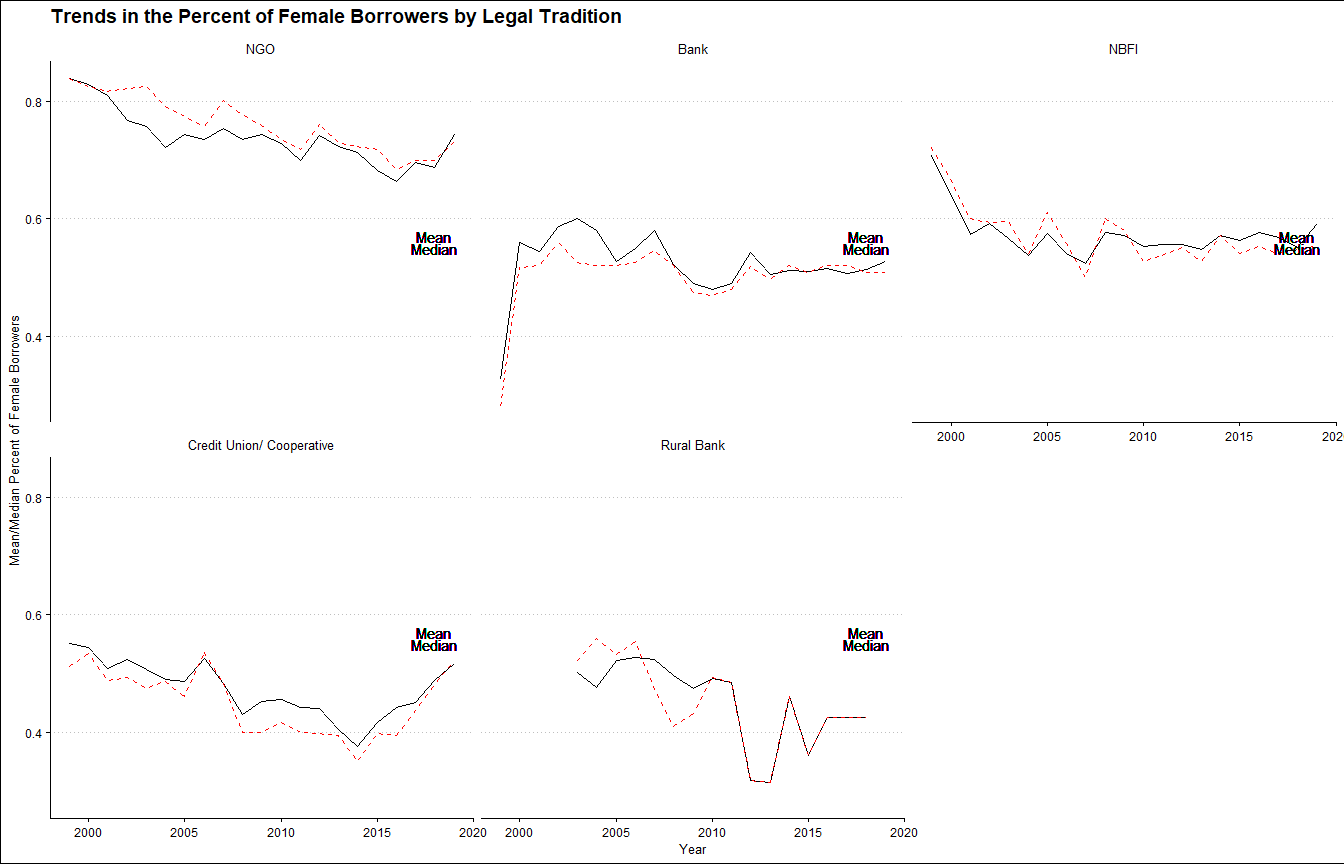 Trends in the Percent of Female Borrowers by Legal Tradition
NGO
Bank
NBFI
0.8
0.6
0.4
Mean
Median
Mean
Median
Mean
Median
2000
2005
2010
2015
202
Mean/Median Percent of Female Borrowers
Credit Union/ Cooperative
Rural Bank
0.8
0.6
0.4
Mean
Median
Mean
Median
2000
2005
2010
2015
2020
2000
2005
2010
2015
2020
Year